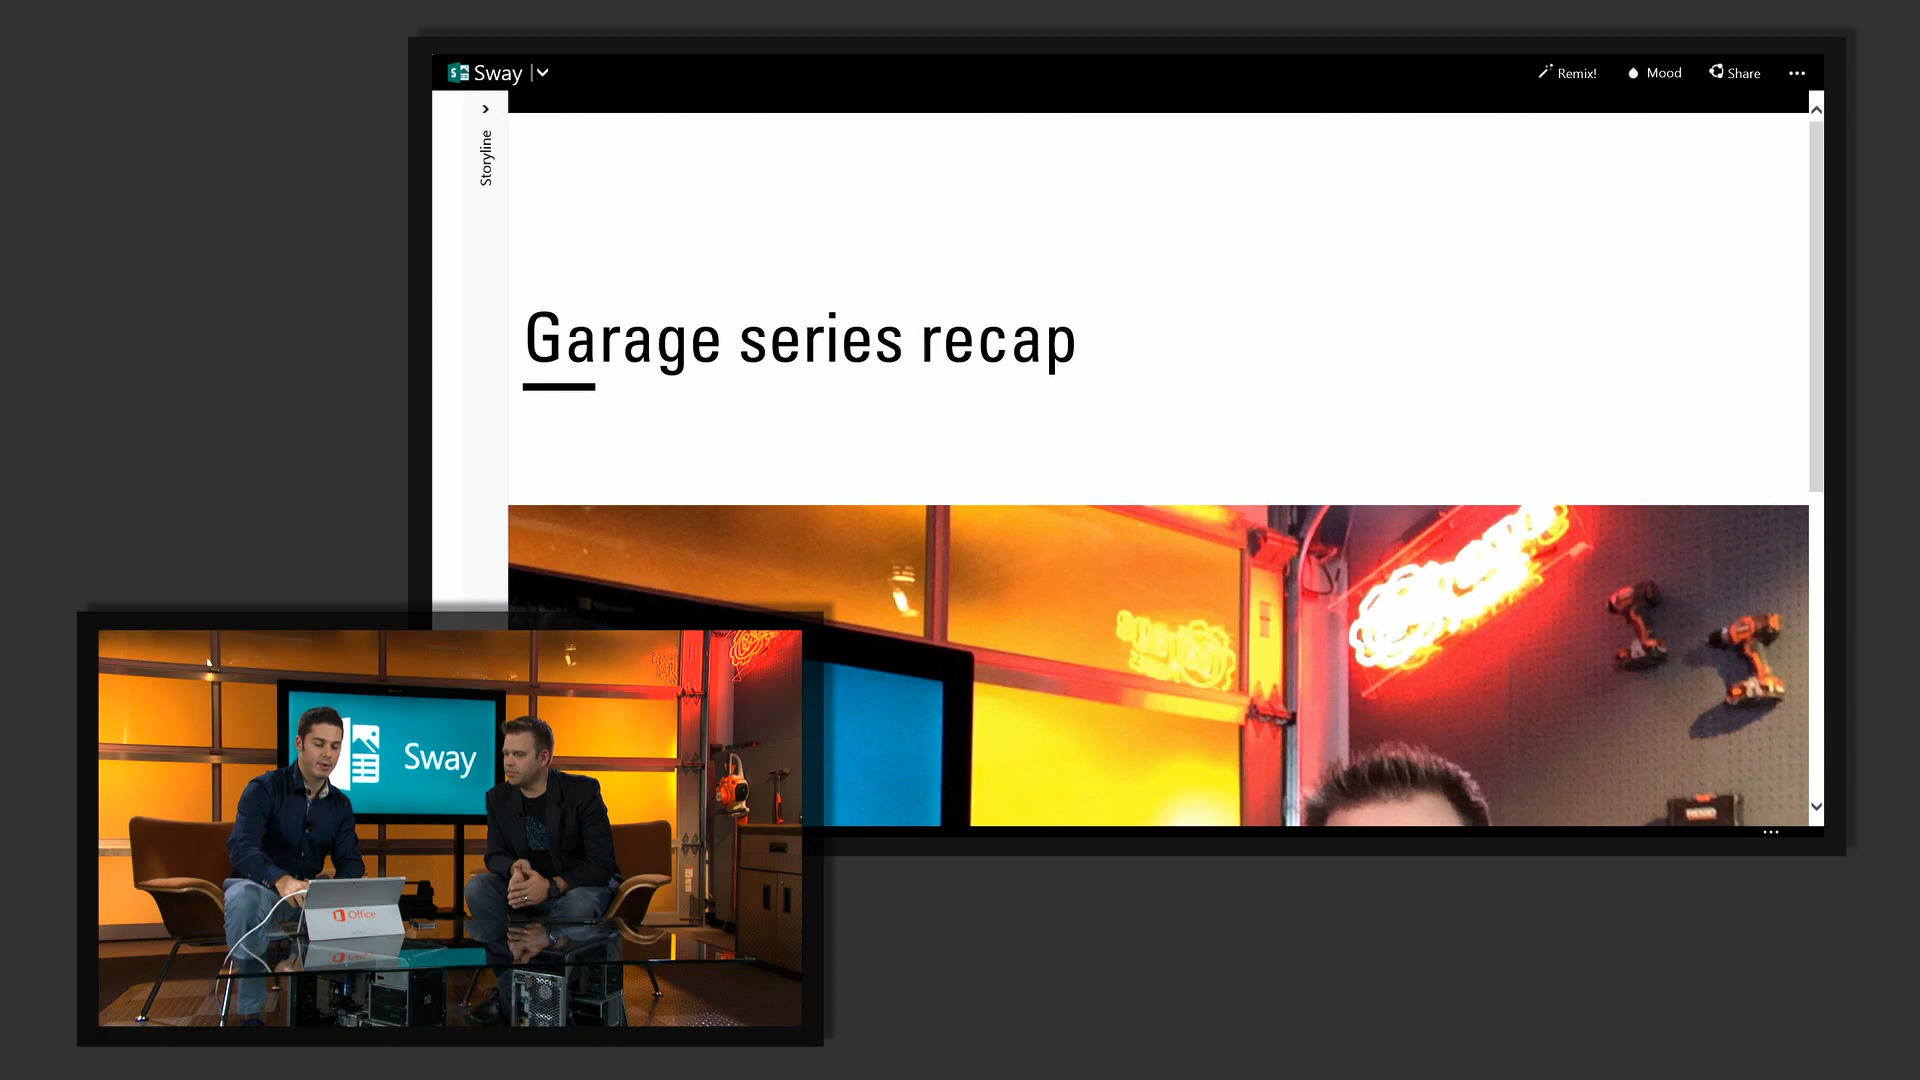 Sway
Remix!
Mood
Share
Storyline
Garage series recap
Sway
Office